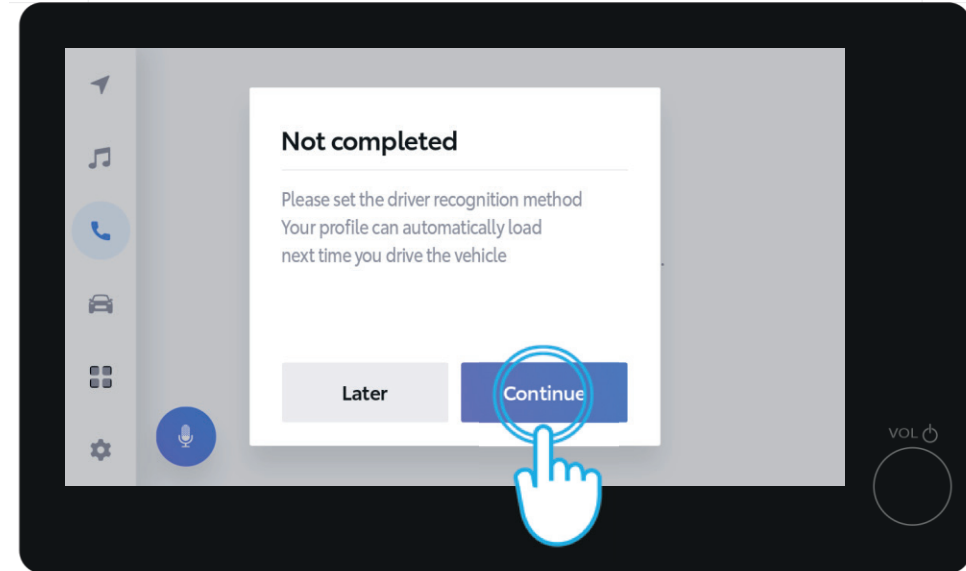 Not completed
Please set the driver recognition method
Your profile can automatically load
next time you drive the vehicle
Later
Continue
VOL